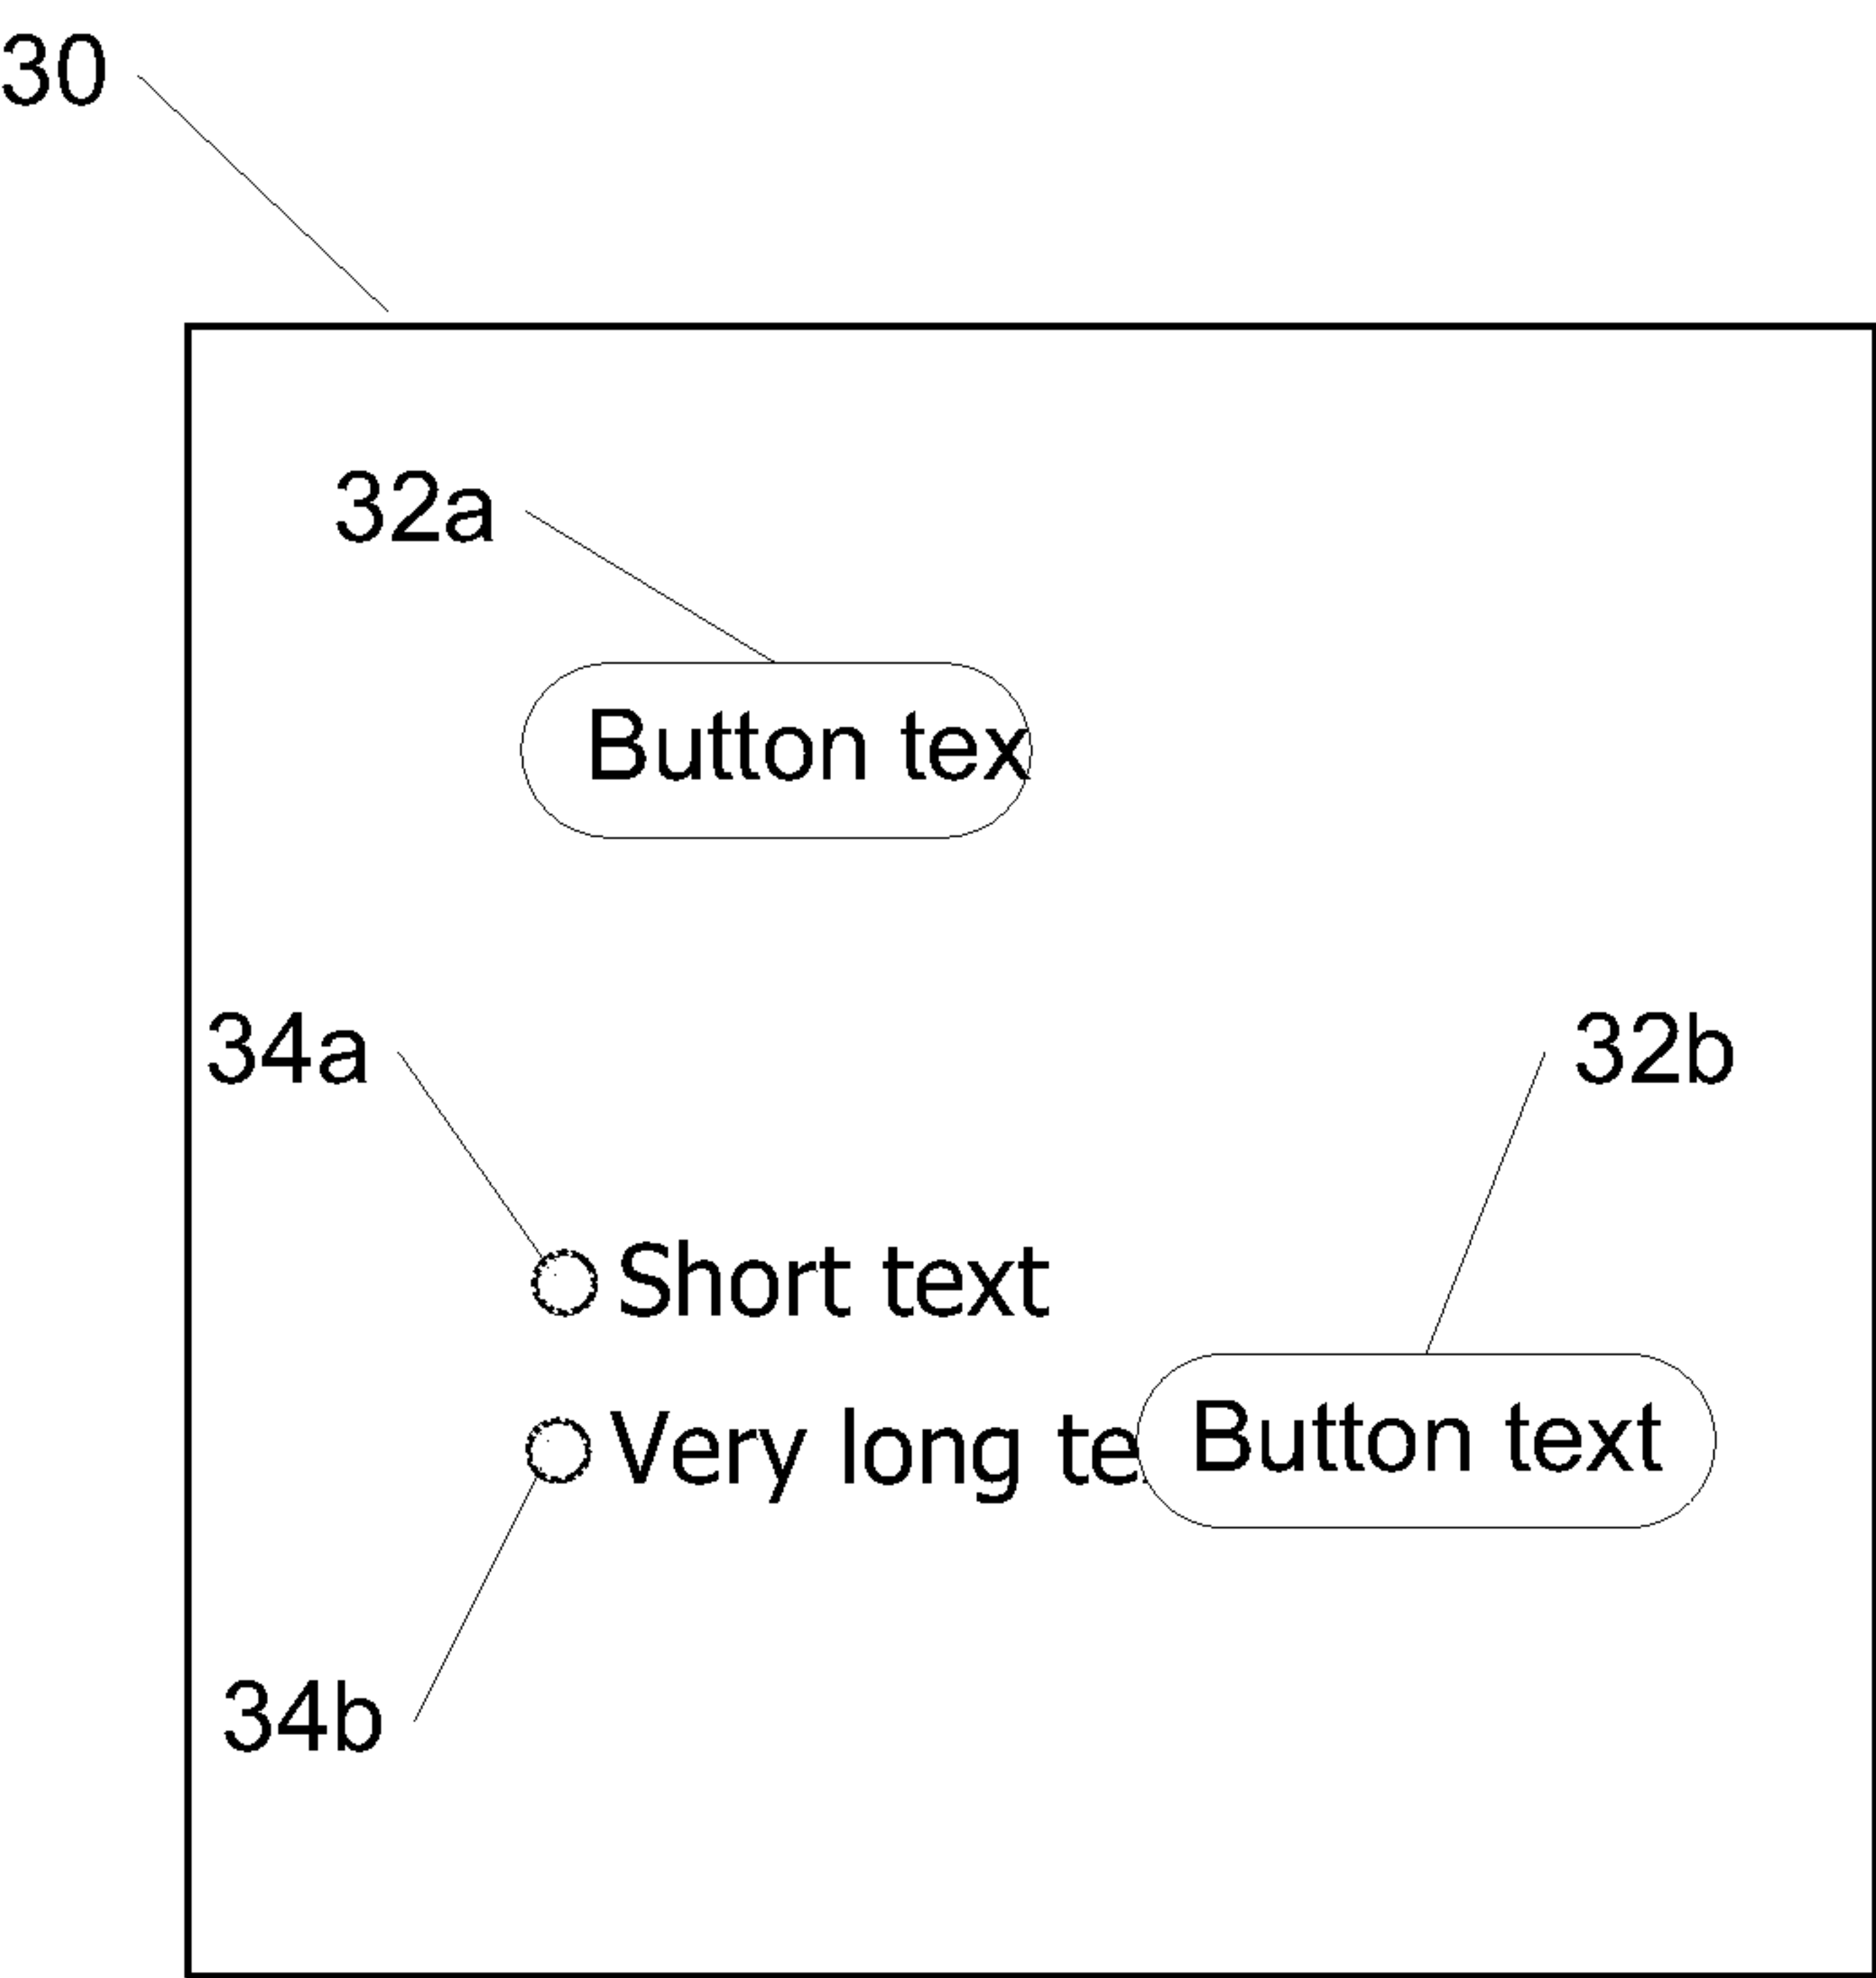 30
32a
Button tex
34a
32b
Short text
Very long te
Button text
34b